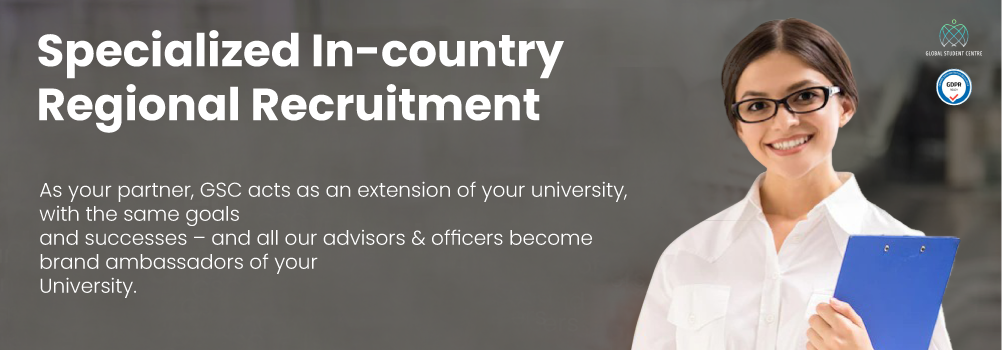 Specialized In-country
Regional Recruitment
As your partner, GSC acts as an extension of your university,
with the same goals
and successes – and all our advisors & officers become
brand ambassadors of your
University.
GLOBAL STUDENT CENTRE
GDPR